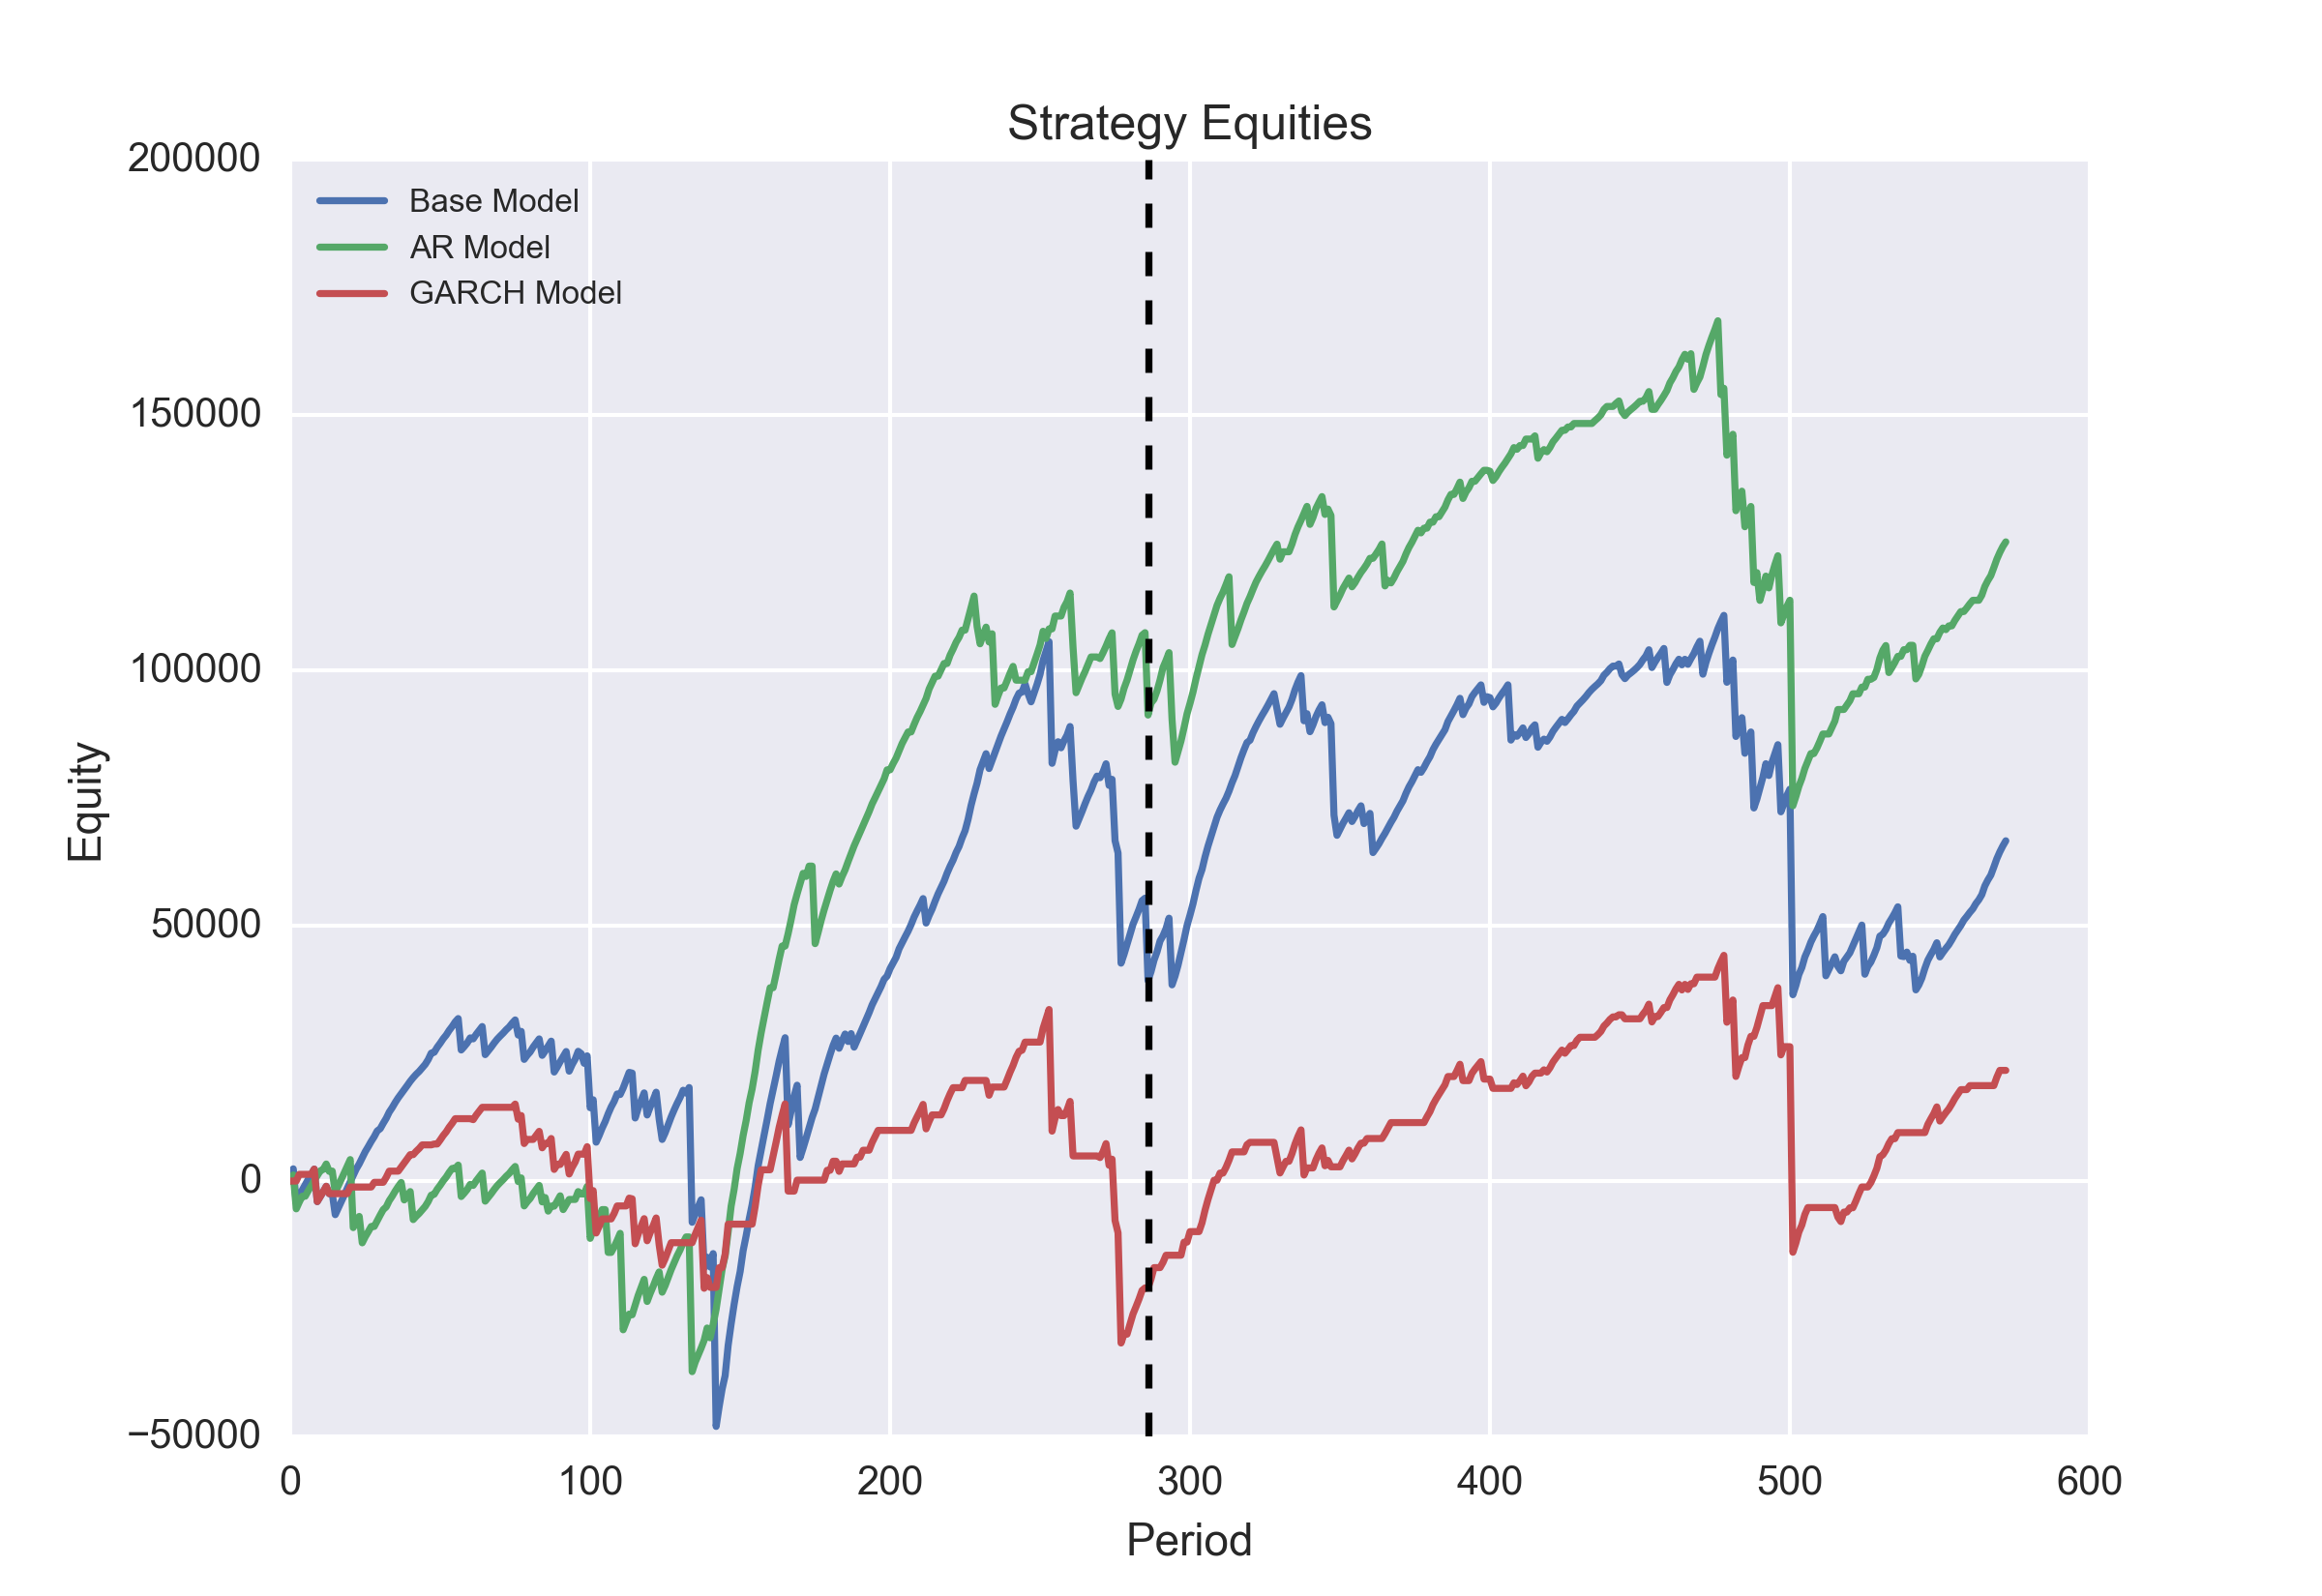 Strategy Equities
200000
150000
100000
50000
0
−50000
Equity
Base Model
AR Model
GARCH Model
0 100 200 300 400 500 600
Period